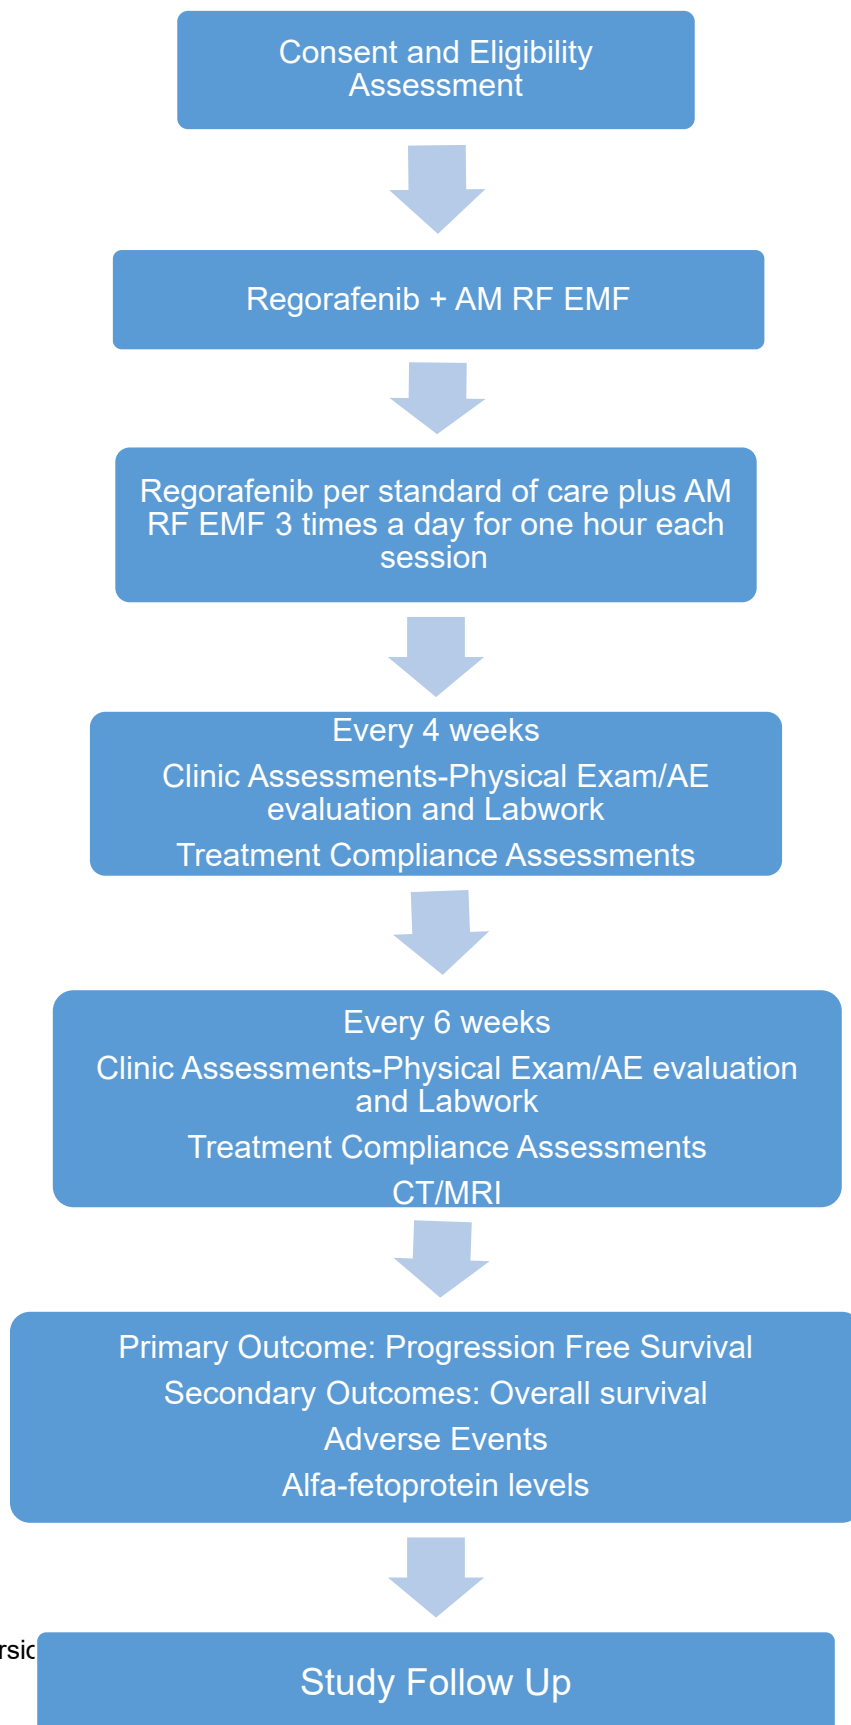 Consent and Eligibility
Assessment
Regorafenib + AM RF EMF
Regorafenib per standard of care plus AM
RF EMF 3 times a day for one hour each
session
Every 4 weeks
Clinic Assessments-Physical Exam/AE
evaluation and Labwork
Treatment Compliance Assessments
Every 6 weeks
Clinic Assessments-Physical Exam/AE evaluation
and Labwork
Treatment Compliance Assessments
CT/MRI
Primary Outcome: Progression Free Survival
Secondary Outcomes: Overall survival
Adverse Events
Alfa-fetoprotein levels
Study Follow Up